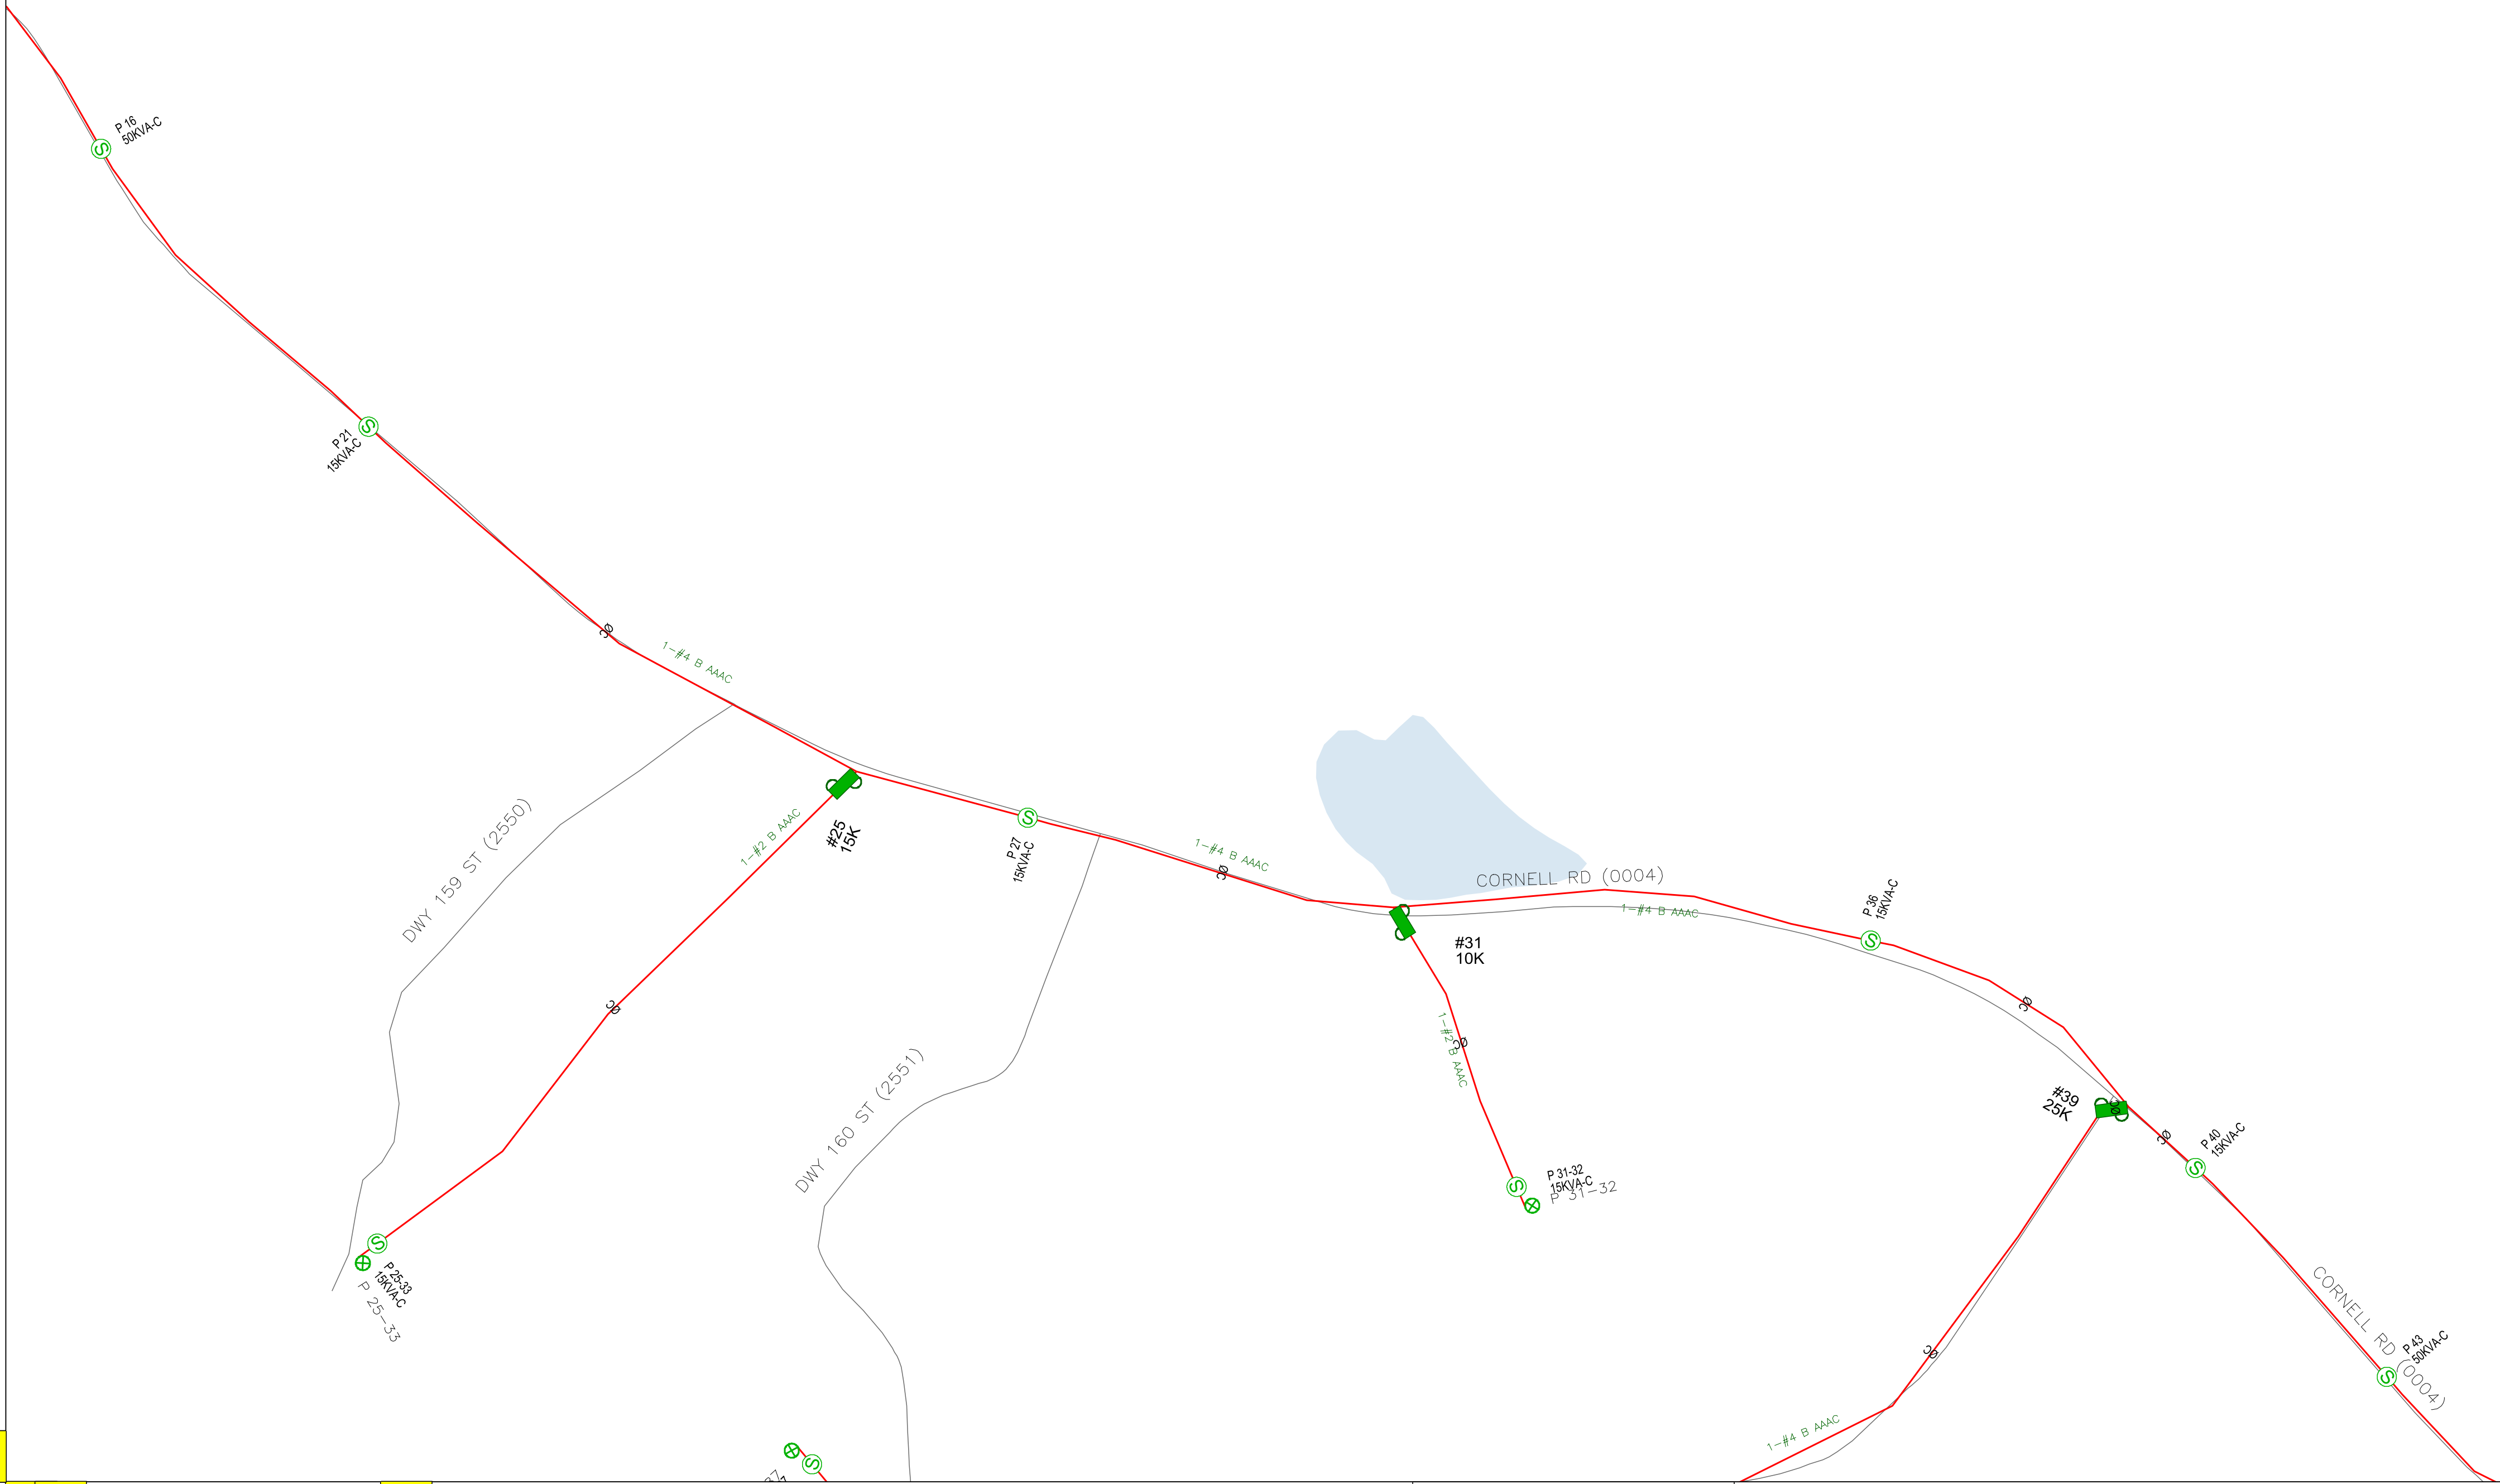 P 16
50KVA-C
P 21
15KVA-C
3Ø
1-#4 B AAAC
DWY 159 ST (2550)
1-#2 B AAAC
#25
15K
P 27
15KVA-C
1-#4 B AAAC
3Ø
CORNELL RD (0004)
1-#4 B AAAC
P 36
15KVA-C
#31
10K
3Ø
3Ø
1-#2 B AAAC
3Ø
DWY 160 ST (2551)
#39
25K
3Ø
3Ø
P 40
15KVA-C
P 31-32
15KVA-C
P 31-32
P 25-33
15KVA-C
P 25-33
CORNELL RD (0004)
P 43
50KVA-C
3Ø
1-#4 B AAAC